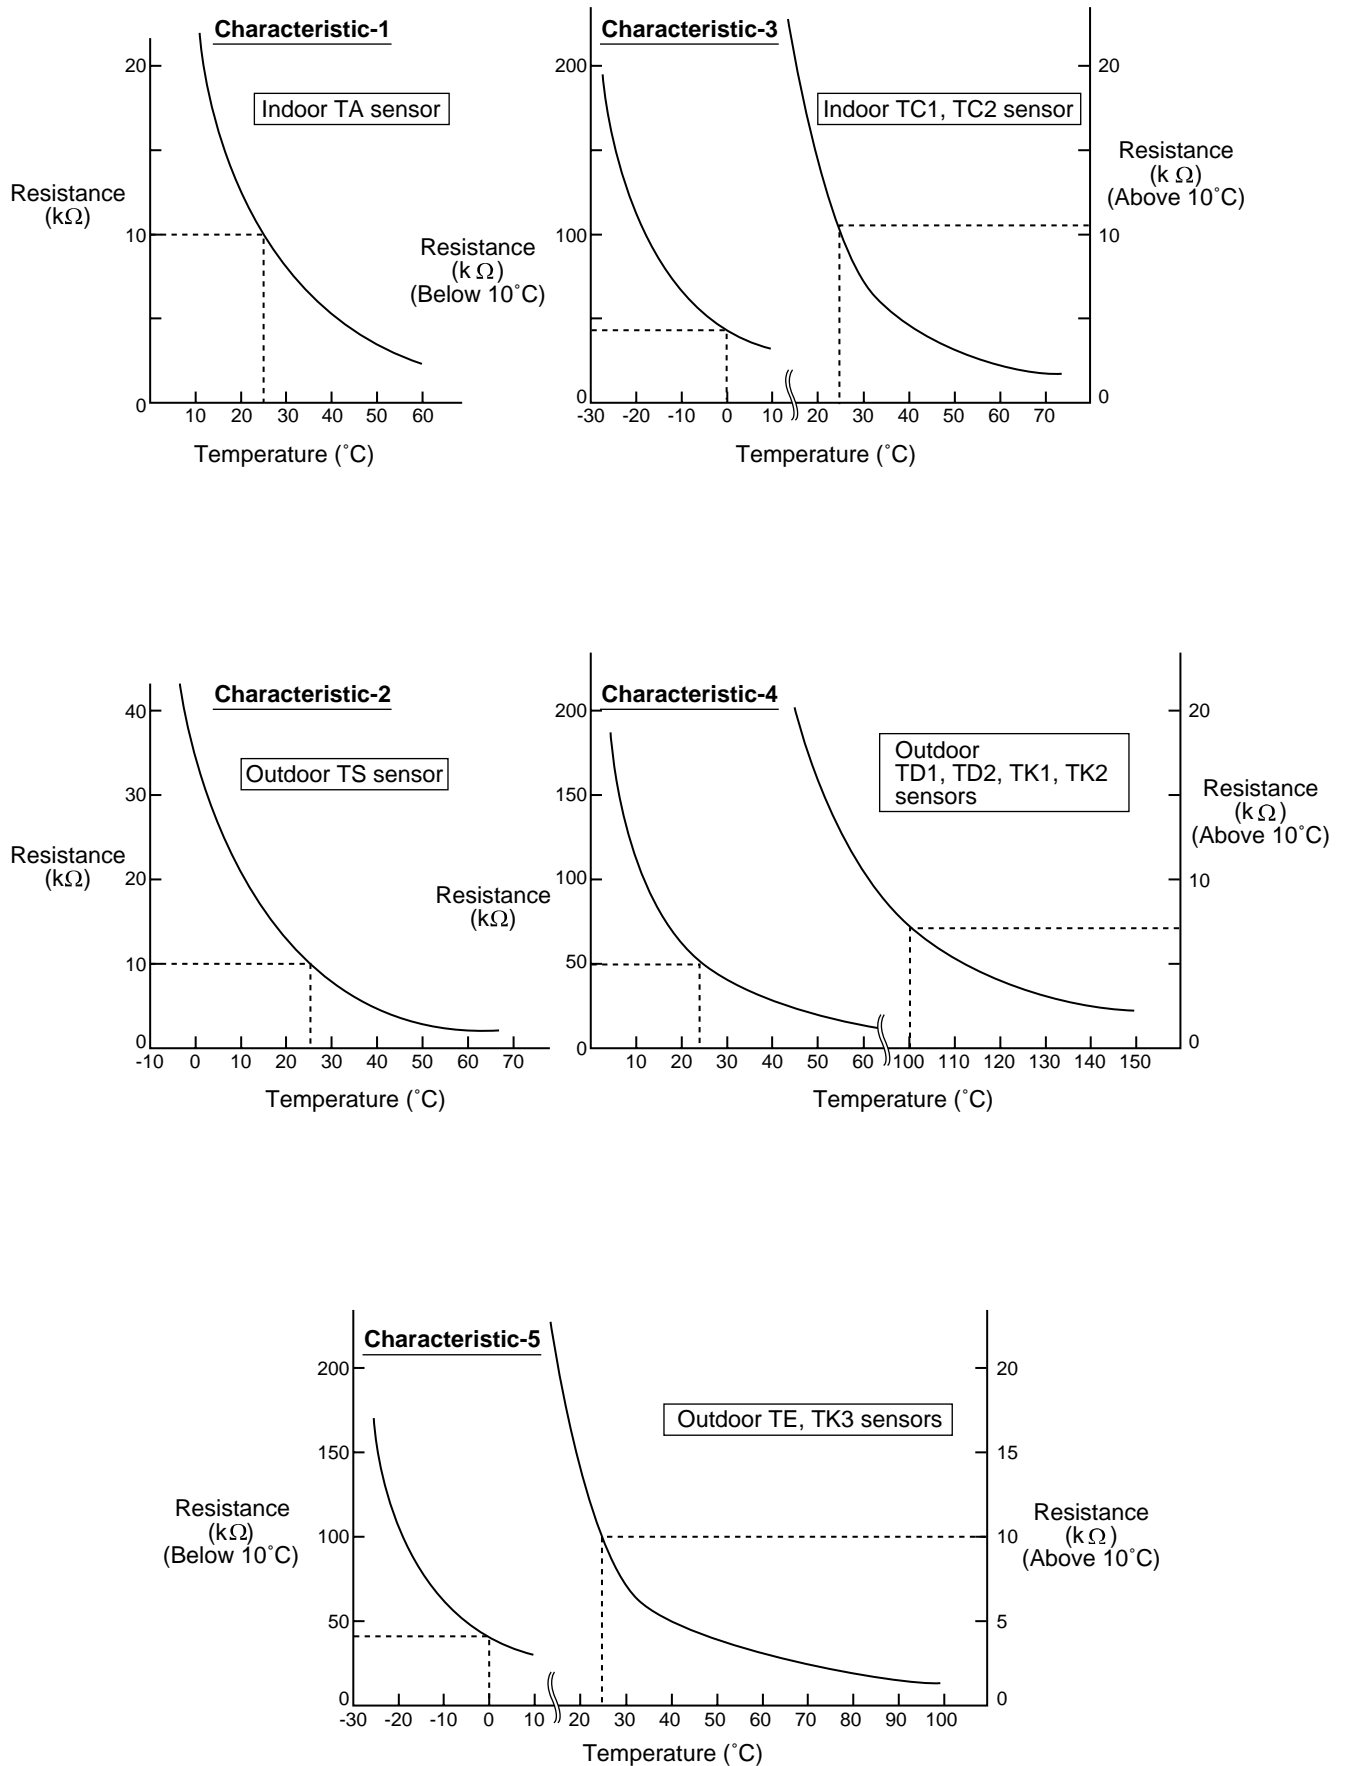 Characteristic-1
Indoor TA sensor
Resistance
(kΩ)
20
10
0
10 20 30 40 50 60
Temperature (˚C)
Characteristic-3
Indoor TC1, TC2 sensor
Resistance
(k Ω)
(Below 10˚C)
200
100
0
-30 -20 -10 0 10 20 30 40 50 60 70
Temperature (˚C)
20
10
0
Resistance
(k Ω)
(Above 10˚C)
Characteristic-2
Outdoor TS sensor
Resistance
(kΩ)
40
30
20
10
0
-10 0 10 20 30 40 50 60 70
Temperature (˚C)
Characteristic-4
Outdoor
TD1, TD2, TK1, TK2
sensors
Resistance
(kΩ)
200
150
100
50
0
10 20 30 40 50 60 100 110 120 130 140 150
Temperature (˚C)
20
10
0
Resistance
(k Ω)
(Above 10˚C)
Characteristic-5
Outdoor TE, TK3 sensors
Resistance
(k Ω)
(Below 10˚C)
200
150
100
50
0
-30 -20 -10 0 10 20 30 40 50 60 70 80 90 100
Temperature (˚C)
20
15
10
5
0
Resistance
(k Ω)
(Above 10˚C)